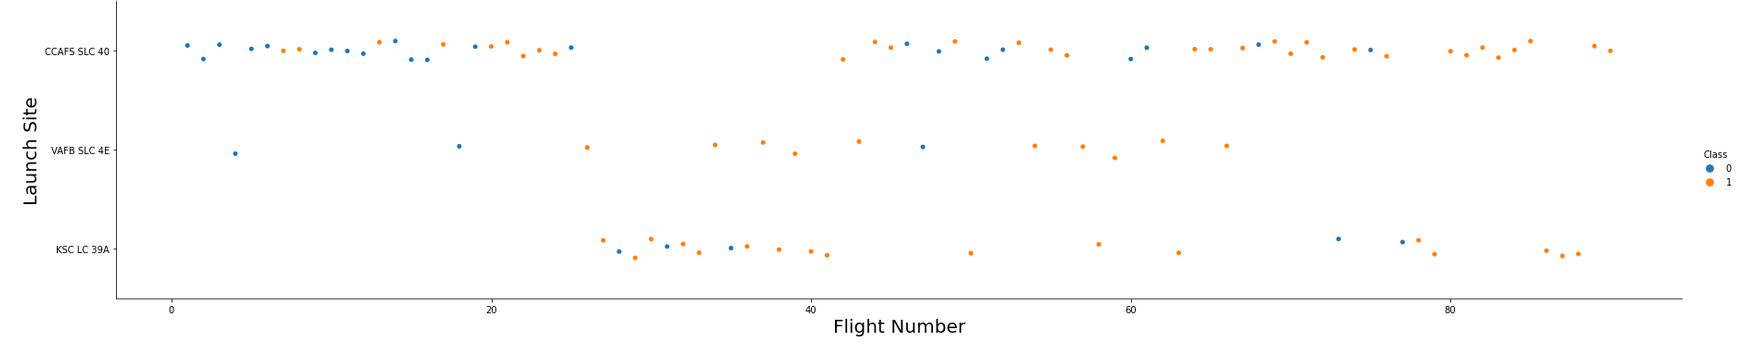 Launch Site
CCAFS SLC 40
VAFB SLC 4E
KSC LC 39A
0 20 40 60 80
Flight Number
Class
0
1